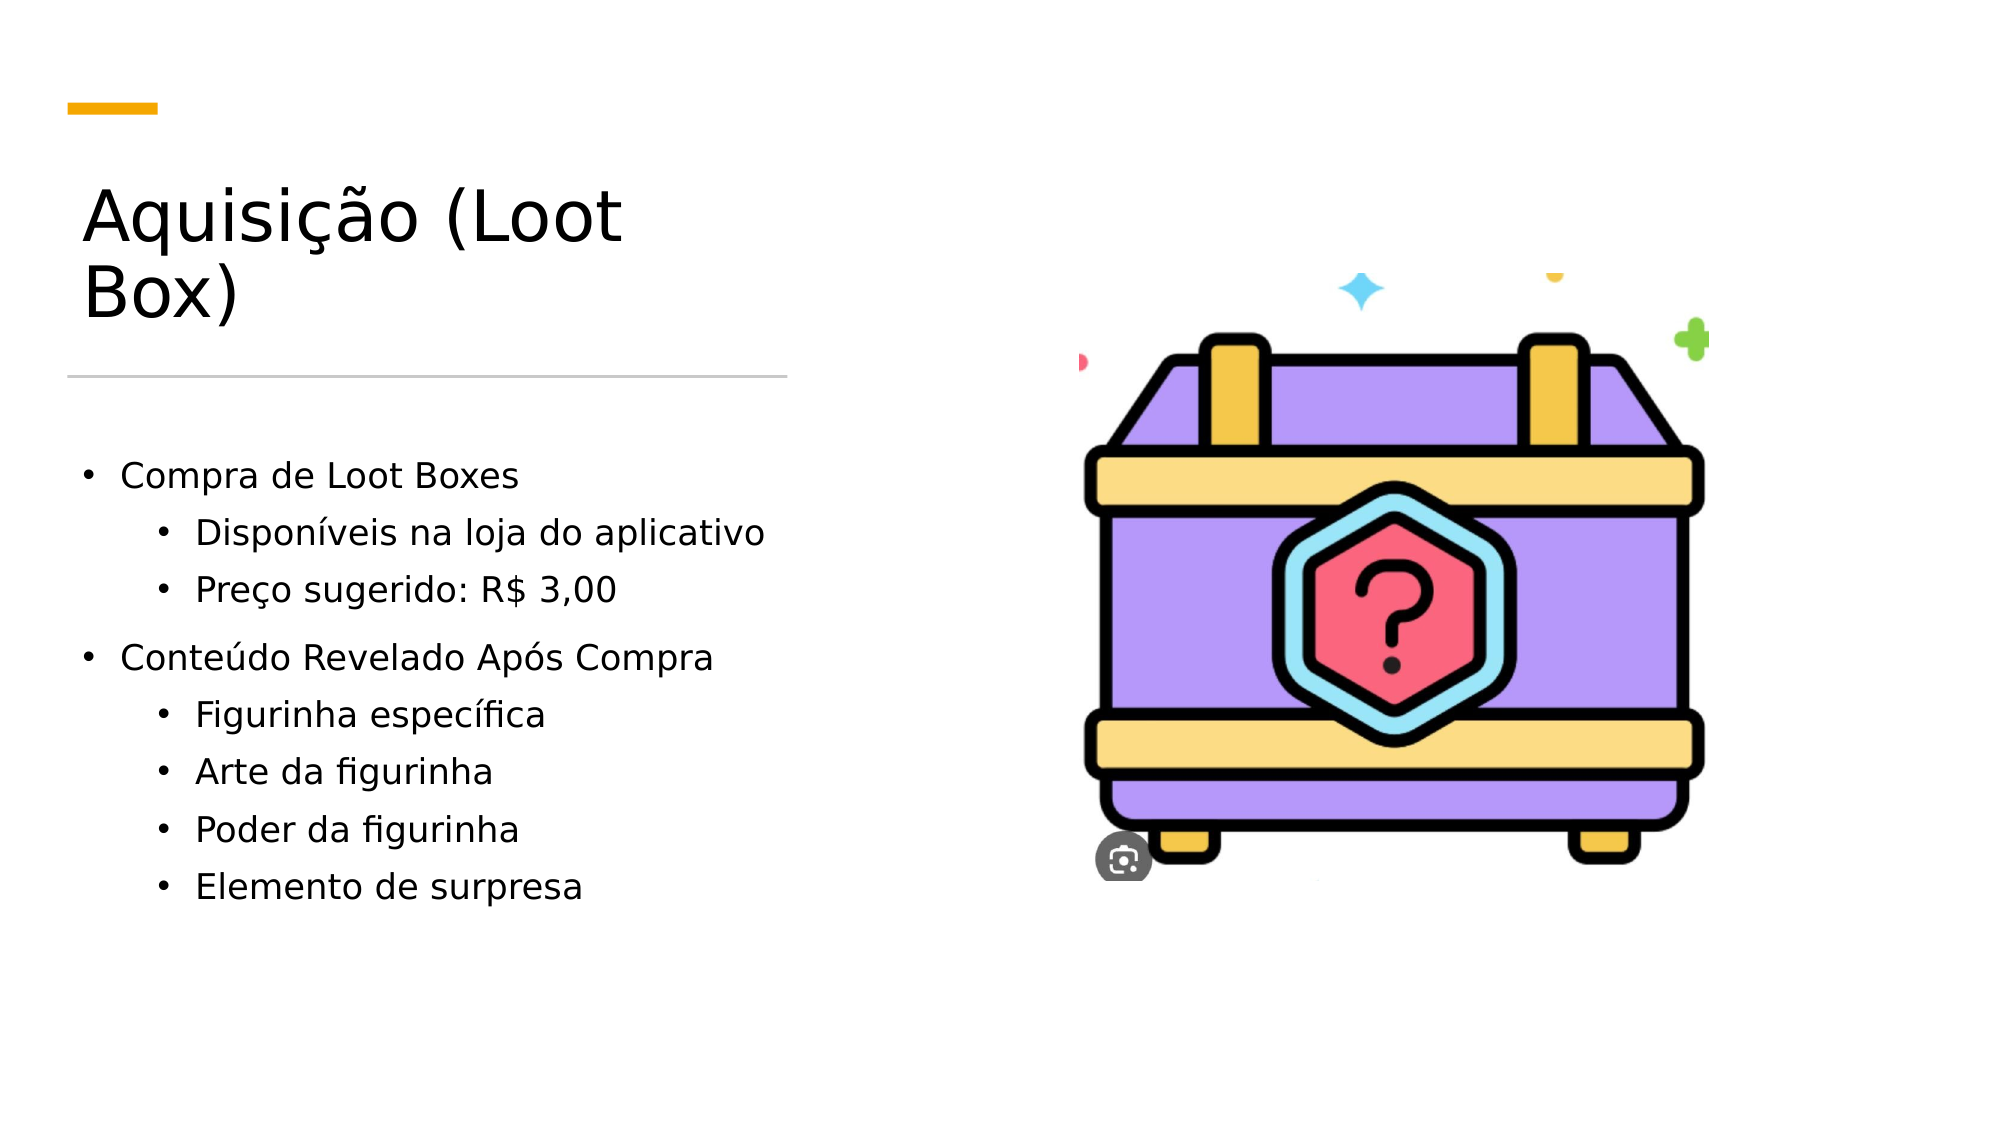 Aquisição (Loot
Box)
• Compra de Loot Boxes
• Disponíveis na loja do aplicativo
• Preço sugerido: R$ 3,00
• Conteúdo Revelado Após Compra
• Figurinha específica
• Arte da figurinha
• Poder da figurinha
• Elemento de surpresa
?